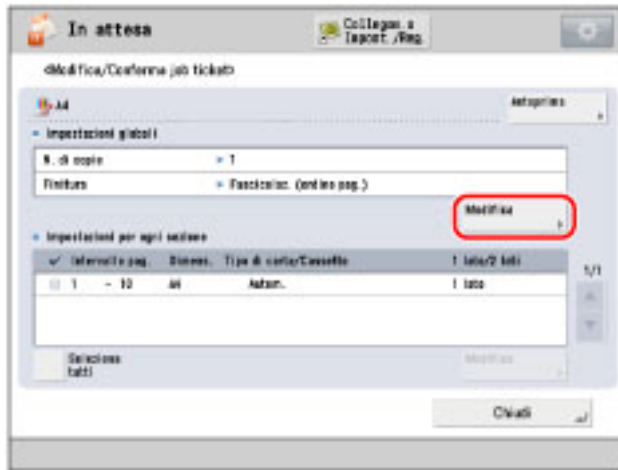 In attesa
Collegam. a
Impost./Reg.
<Modifica/Conferma job ticket>
A4
Anteprima
Impostazioni globali
N. di copie
1
Finitura
Fascicolaz. (ordine pag.)
Modifica
Impostazioni per ogni sezione
Intervallo pag. Dimens. Tipo di carta/Cassetto 1 lato/2 lati
1/1
1 - 10 A4 Autom. 1 lato
Seleziona
tutti
Modifica
Chiudi